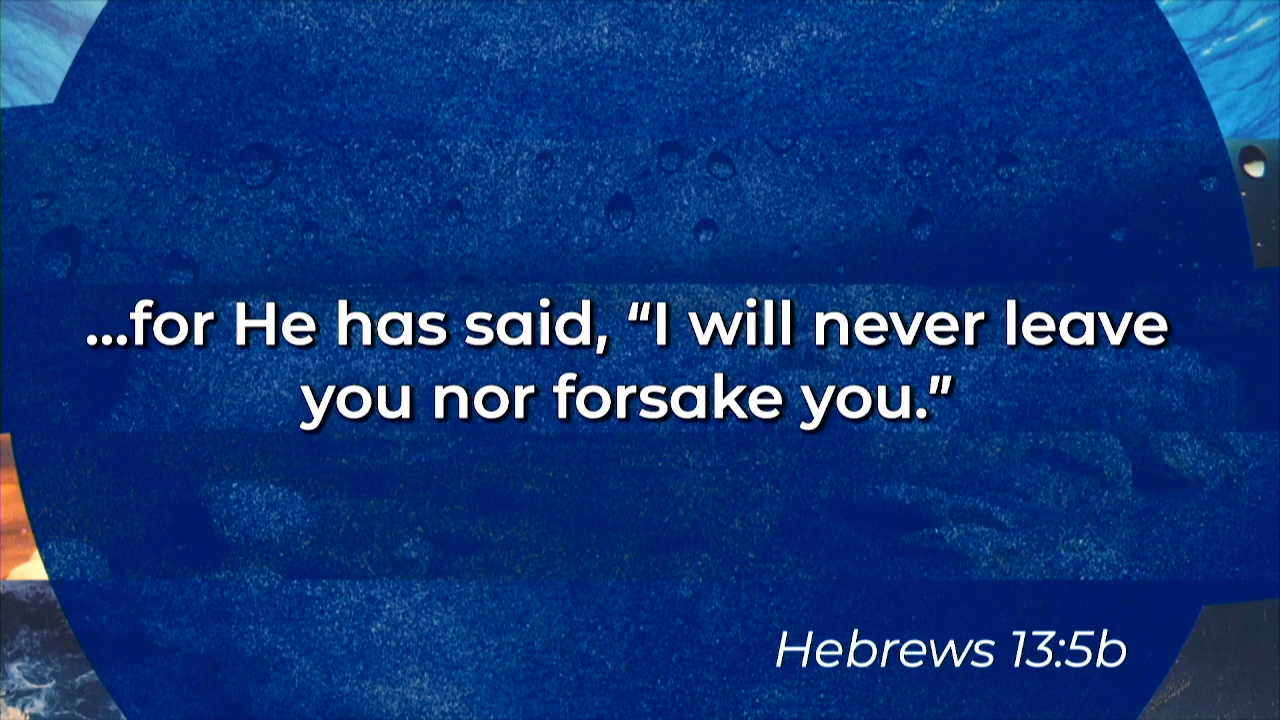 ...for He has said, “I will never leave
you nor forsake you.”
Hebrews 13:5b